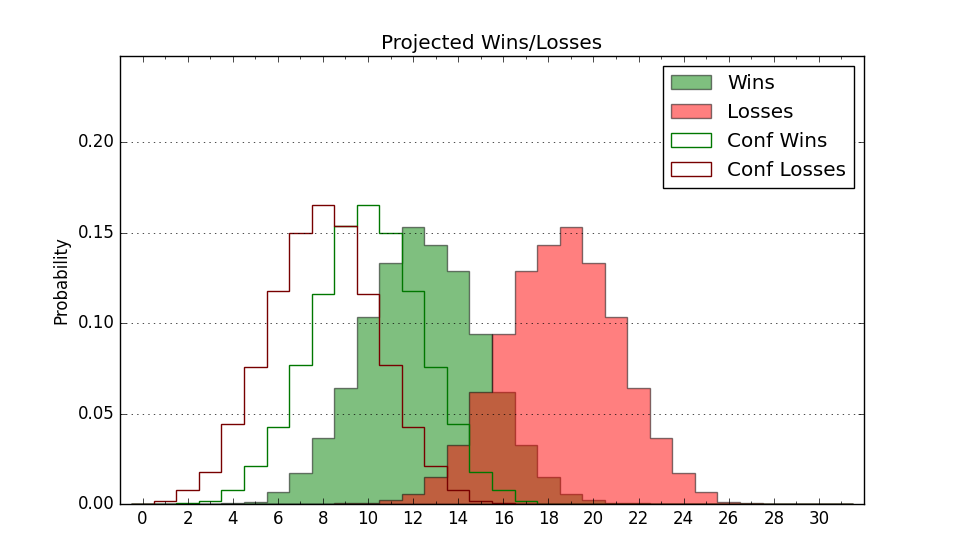 Projected Wins/Losses
Wins
Losses
Conf Wins
Conf Losses
Probability
0.20
0.15
0.10
0.05
0.00
0 2 4 6 8 10 12 14 16 18 20 22 24 26 28 30